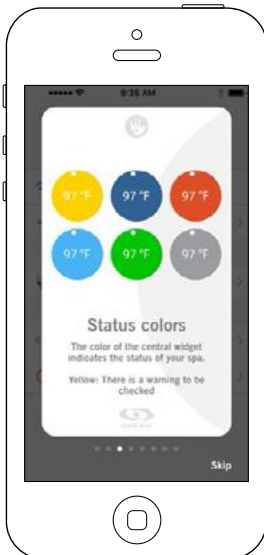 9:36 AM
97 °F 97 °F 97 °F
97 °F 97 °F 97 °F
Status colors
The color of the central widget
indicates the status of your spa.
Yellow: There is a warning to be
checked
Skip